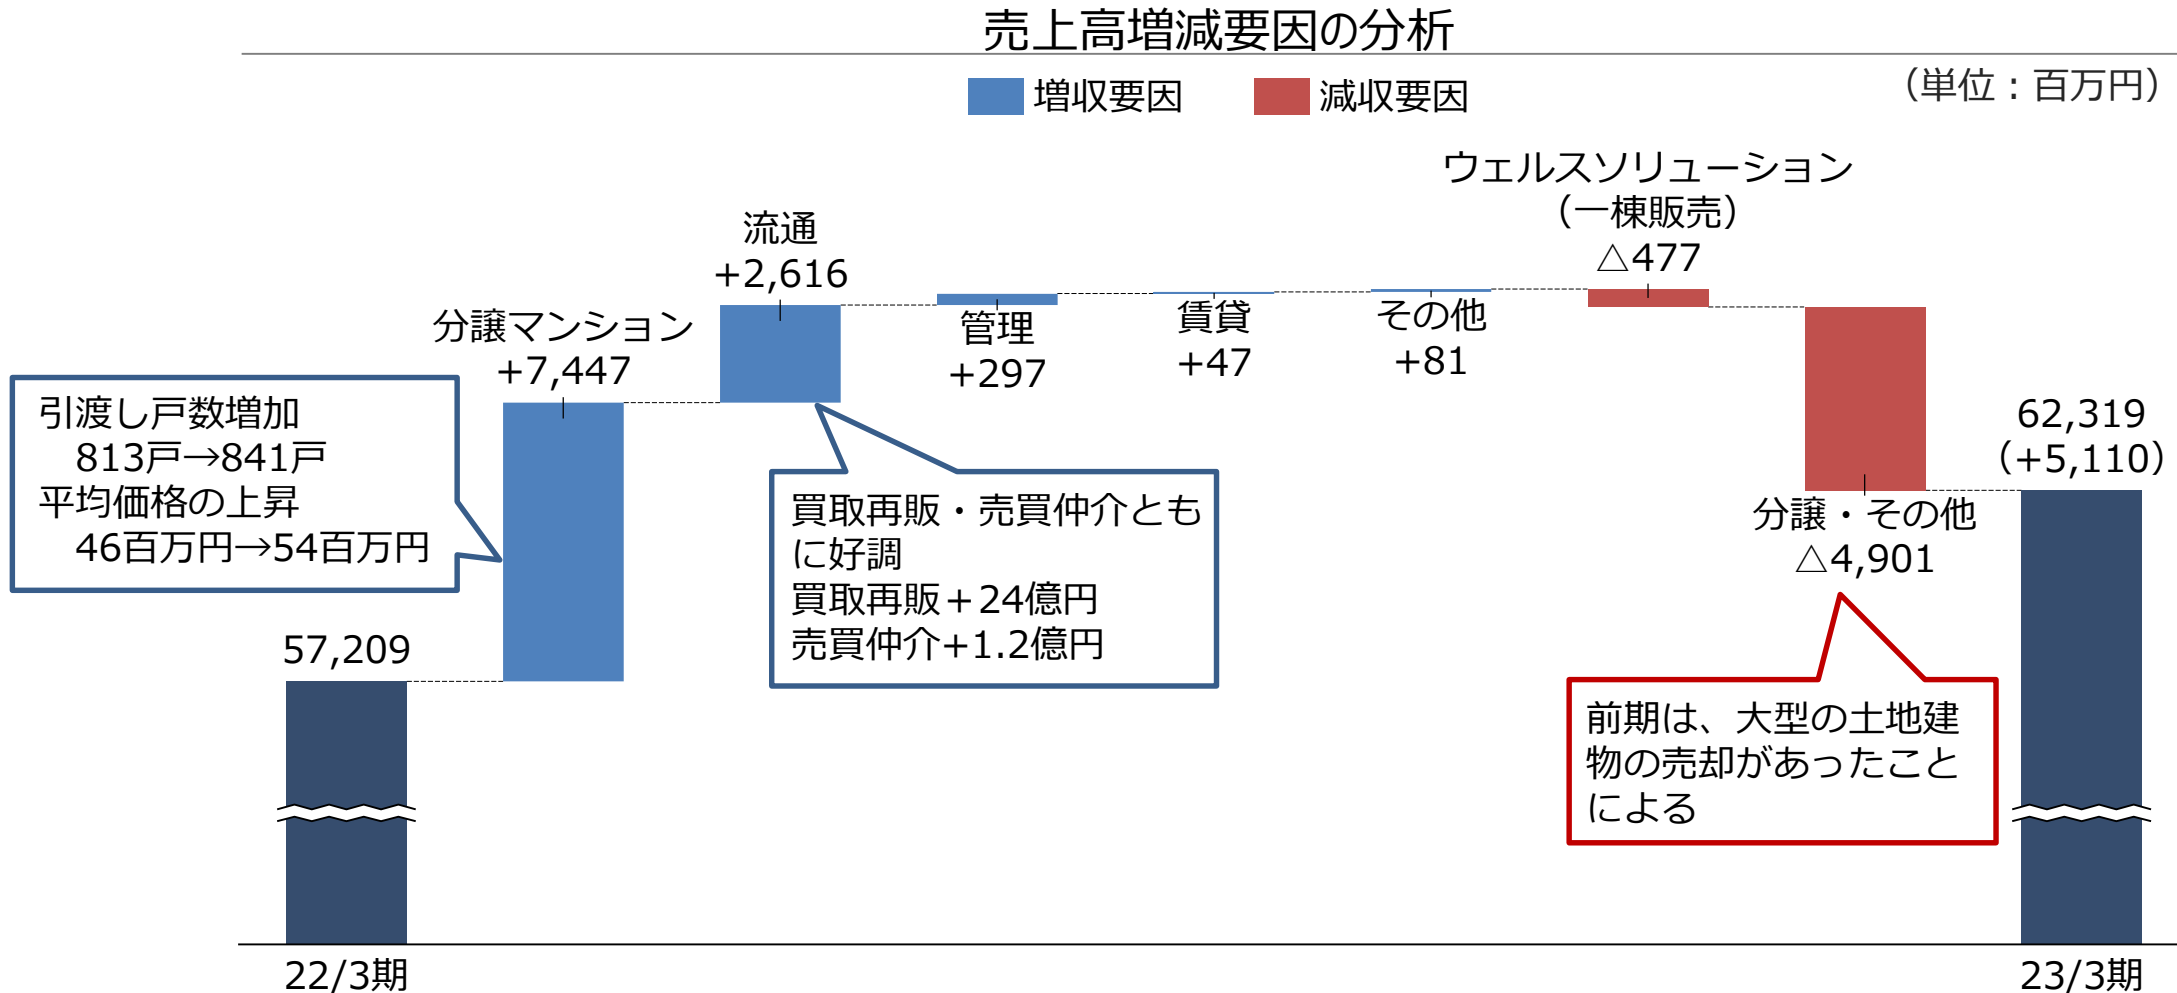 売上高増減要因の分析
増収要因
減収要因
（単位：百万円）
ウェルスソリューション
（一棟販売）
△477
流通
+2,616
分譲マンション
+7,447
管理
+297
賃貸
+47
その他
+81
引渡し戸数増加
813戸→841戸
平均価格の上昇
46百万円→54百万円
62,319
（+5,110）
買取再販・売買仲介とも
に好調
買取再販＋24億円
売買仲介+1.2億円
分譲・その他
△4,901
57,209
前期は、大型の土地建
物の売却があったこと
による
22/3期
23/3期